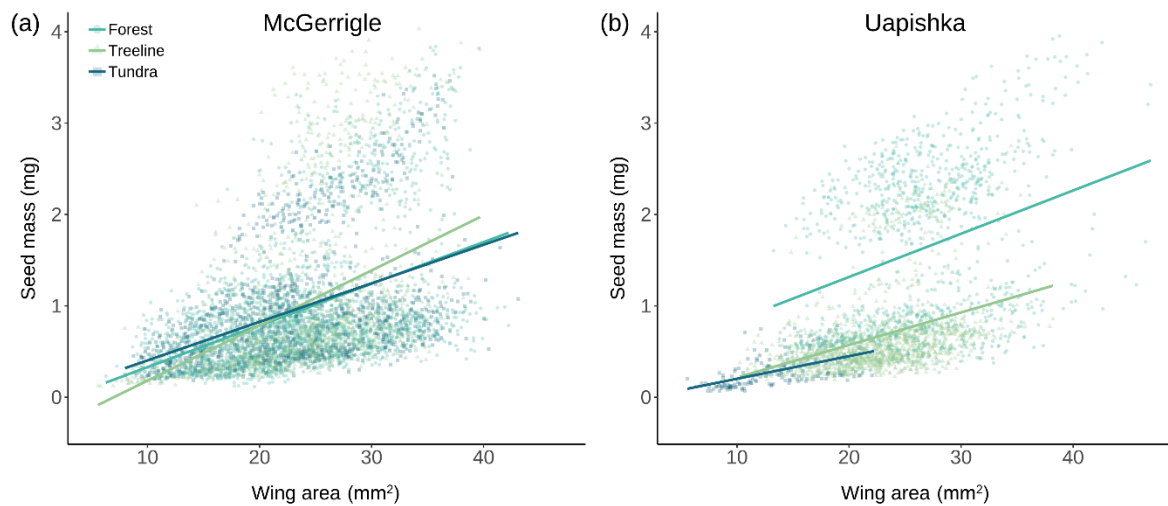 (a)
McGerrigle
Forest
Treeline
Tundra
Seed mass (mg)
4
3
2
1
0
10 20 30 40
Wing area (mm²)
(b)
Uapishka
Seed mass (mg)
4
3
2
1
0
10 20 30 40
Wing area (mm²)